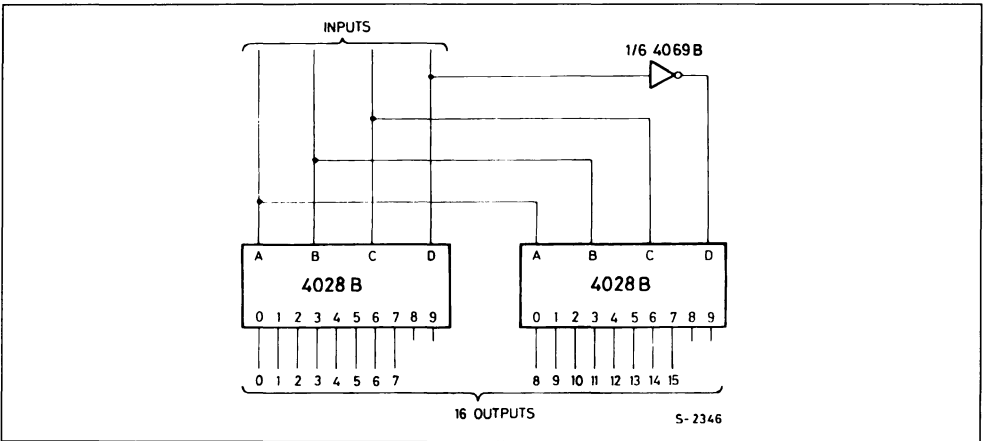 INPUTS
1/6 4069B
A B C D
4028 B
0 1 2 3 4 5 6 7 8 9
0 1 2 3 4 5 6 7
A B C D
4028 B
0 1 2 3 4 5 6 7 8 9
8 9 10 11 12 13 14 15
16 OUTPUTS
S-2346